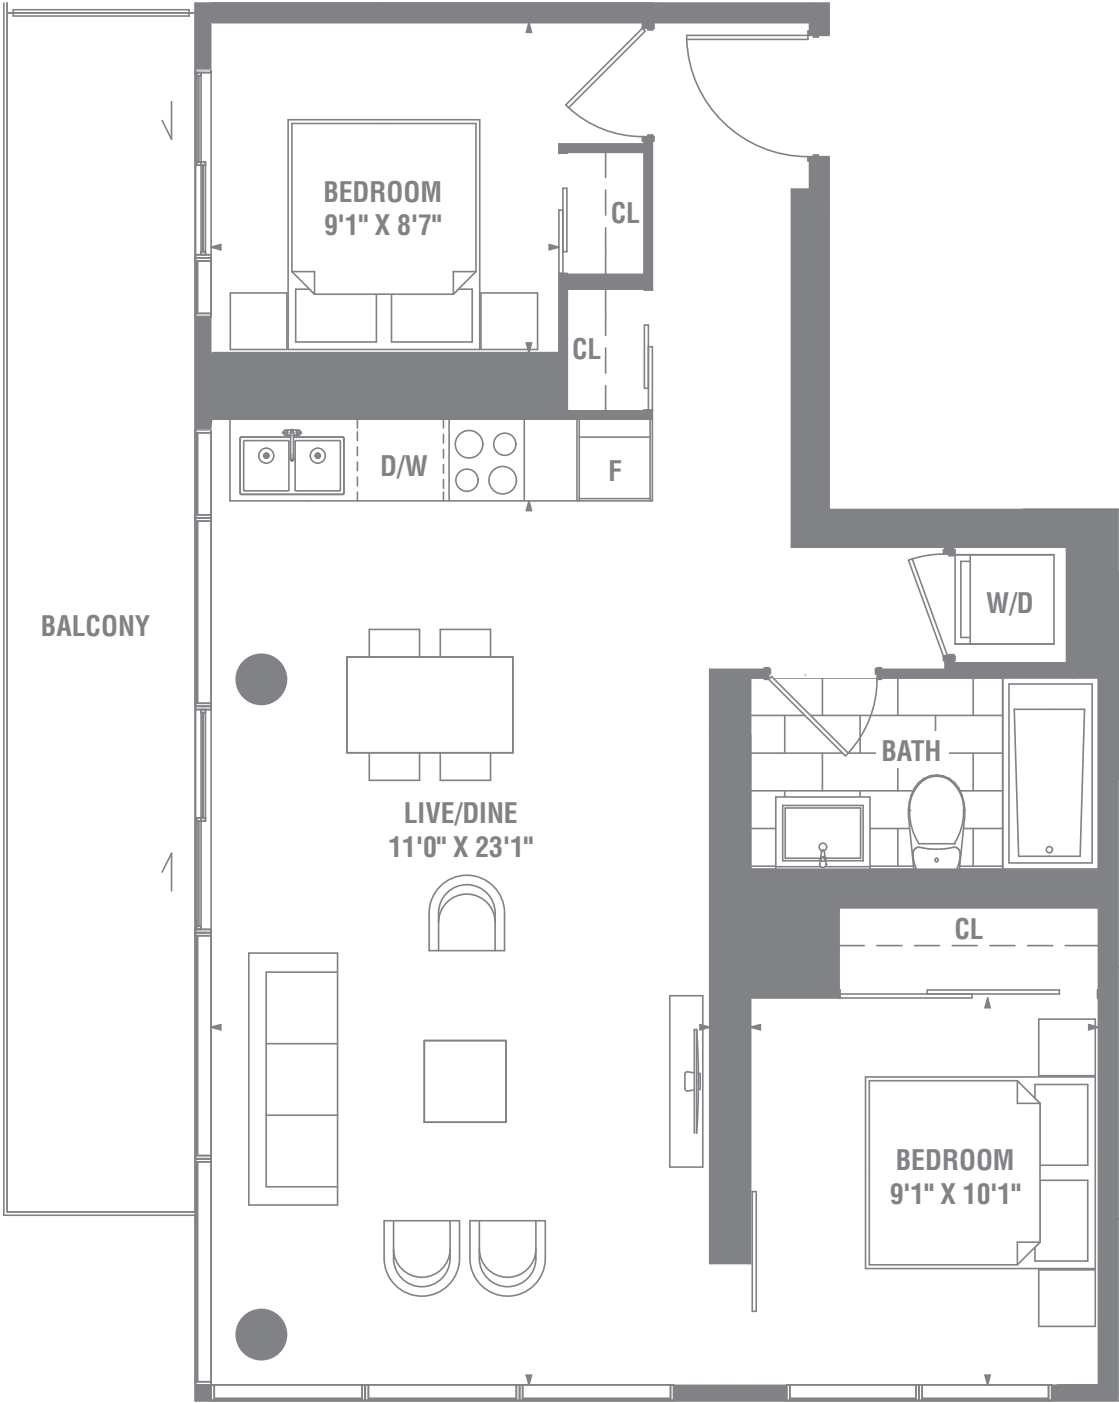 BEDROOM
9'1" X 8'7"
CL
CL
D/W
F
W/D
BALCONY
BATH
LIVE/DINE
11'0" X 23'1"
CL
BEDROOM
9'1" X 10'1"